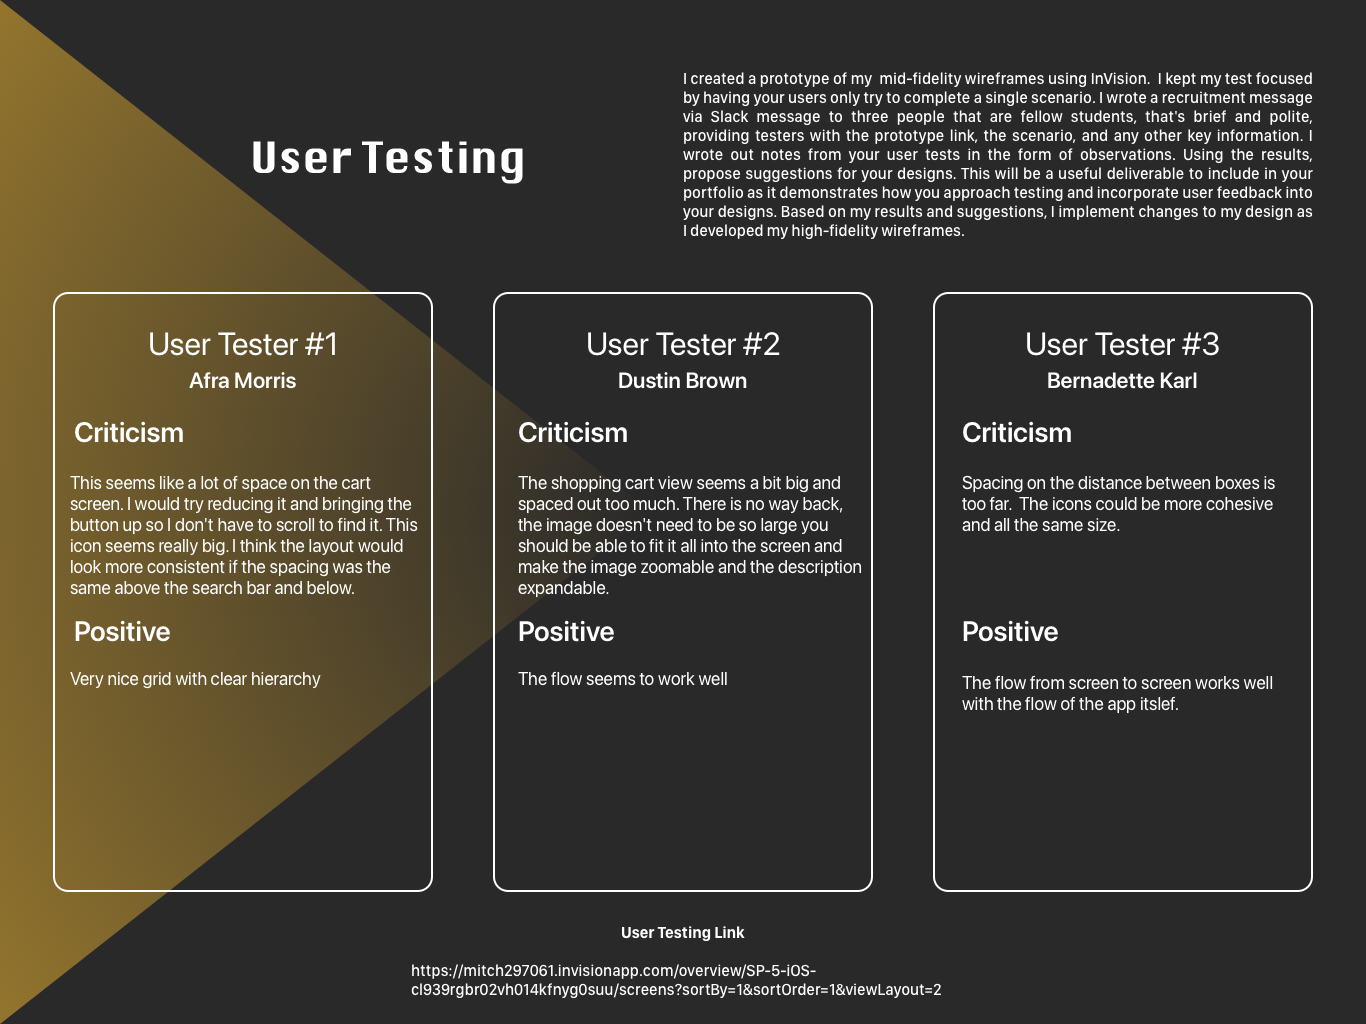 User Testing
I created a prototype of my  mid-fidelity wireframes using InVision.  I kept my test focused
by having your users only try to complete a single scenario. I wrote a recruitment message
via Slack message to three people that are fellow students, that's brief and polite,
providing testers with the prototype link, the scenario, and any other key information. I
wrote out notes from your user tests in the form of observations. Using the results,
propose suggestions for your designs. This will be a useful deliverable to include in your
portfolio as it demonstrates how you approach testing and incorporate user feedback into
your designs. Based on my results and suggestions, I implement changes to my design as
I developed my high-fidelity wireframes.
User Tester #1
Afra Morris
Criticism
This seems like a lot of space on the cart
screen. I would try reducing it and bringing the
button up so I don't have to scroll to find it. This
icon seems really big. I think the layout would
look more consistent if the spacing was the
same above the search bar and below.
Positive
Very nice grid with clear hierarchy
User Tester #2
Dustin Brown
Criticism
The shopping cart view seems a bit big and
spaced out too much. There is no way back,
the image doesn't need to be so large you
should be able to fit it all into the screen and
make the image zoomable and the description
expandable.
Positive
The flow seems to work well
User Tester #3
Bernadette Karl
Criticism
Spacing on the distance between boxes is
too far.  The icons could be more cohesive
and all the same size.
Positive
The flow from screen to screen works well
with the flow of the app itslef.
User Testing Link
https://mitch297061.invisionapp.com/overview/SP-5-iOS-
cl939rgbr02vh014kfnyg0suu/screens?sortBy=1&sortOrder=1&viewLayout=2